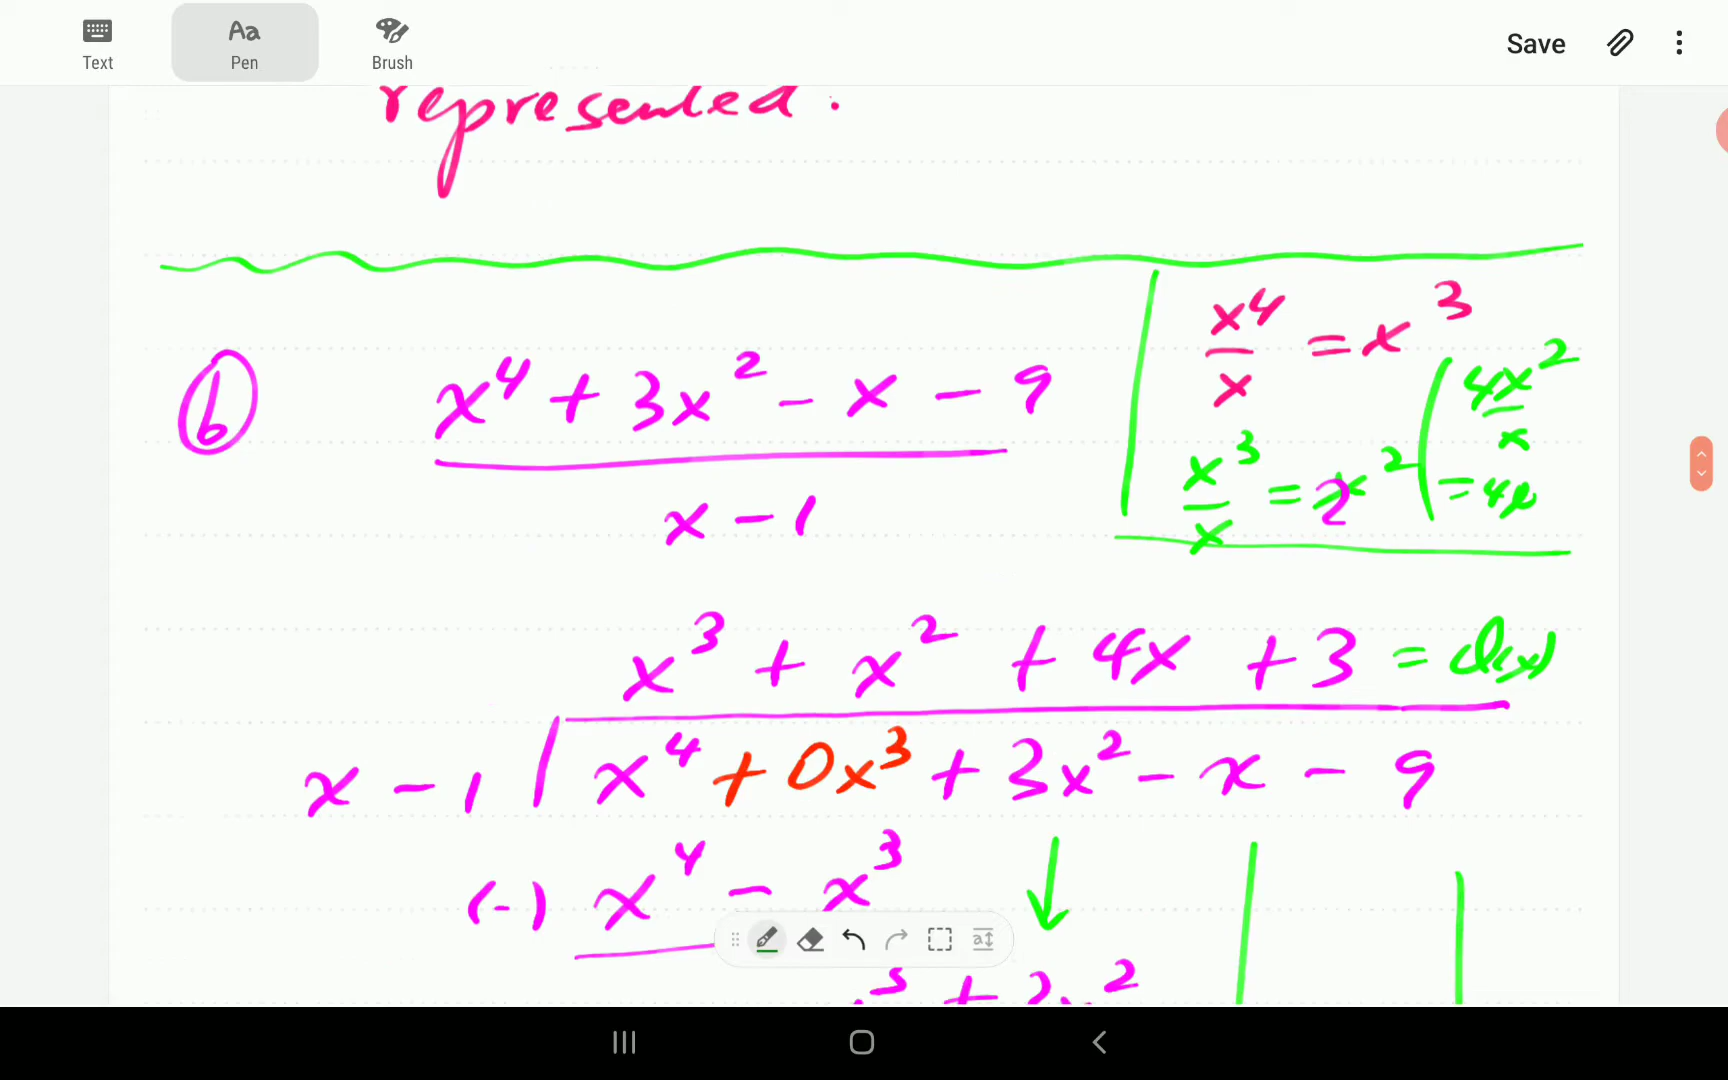 Text
Aa
Pen
Brush
Save
represented.
x⁴/x = x³
4x²/x
b x⁴ + 3x² - x - 9
x³/x = x² = 4x
x - 1
x³ + x² + 4x + 3 = d(x)
x - 1 x⁴ + 0x³ + 3x² - x - 9
(-) x⁴ - x³